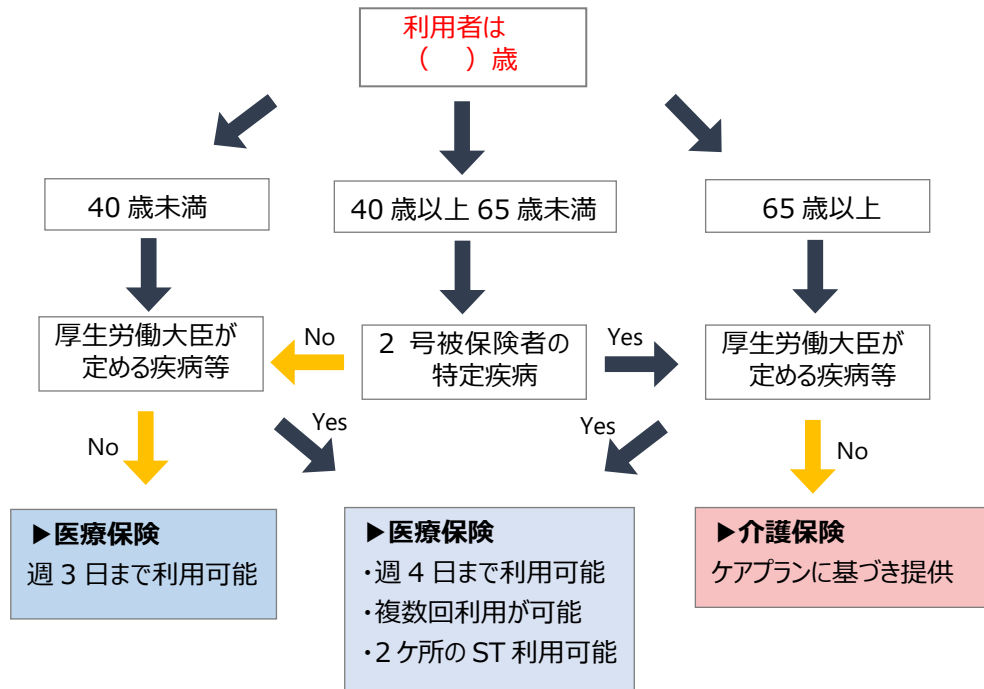 利用者は
（　）歳
40歳未満
40歳以上65歳未満
65歳以上
厚生労働大臣が
定める疾病等
No
2 号被保険者の
特定疾病
Yes
厚生労働大臣が
定める疾病等
No
Yes
Yes
No
▶医療保険
週3日まで利用可能
▶医療保険
・週4日まで利用可能
・複数回利用が可能
・2ケ所のST利用可能
▶介護保険
ケアプランに基づき提供